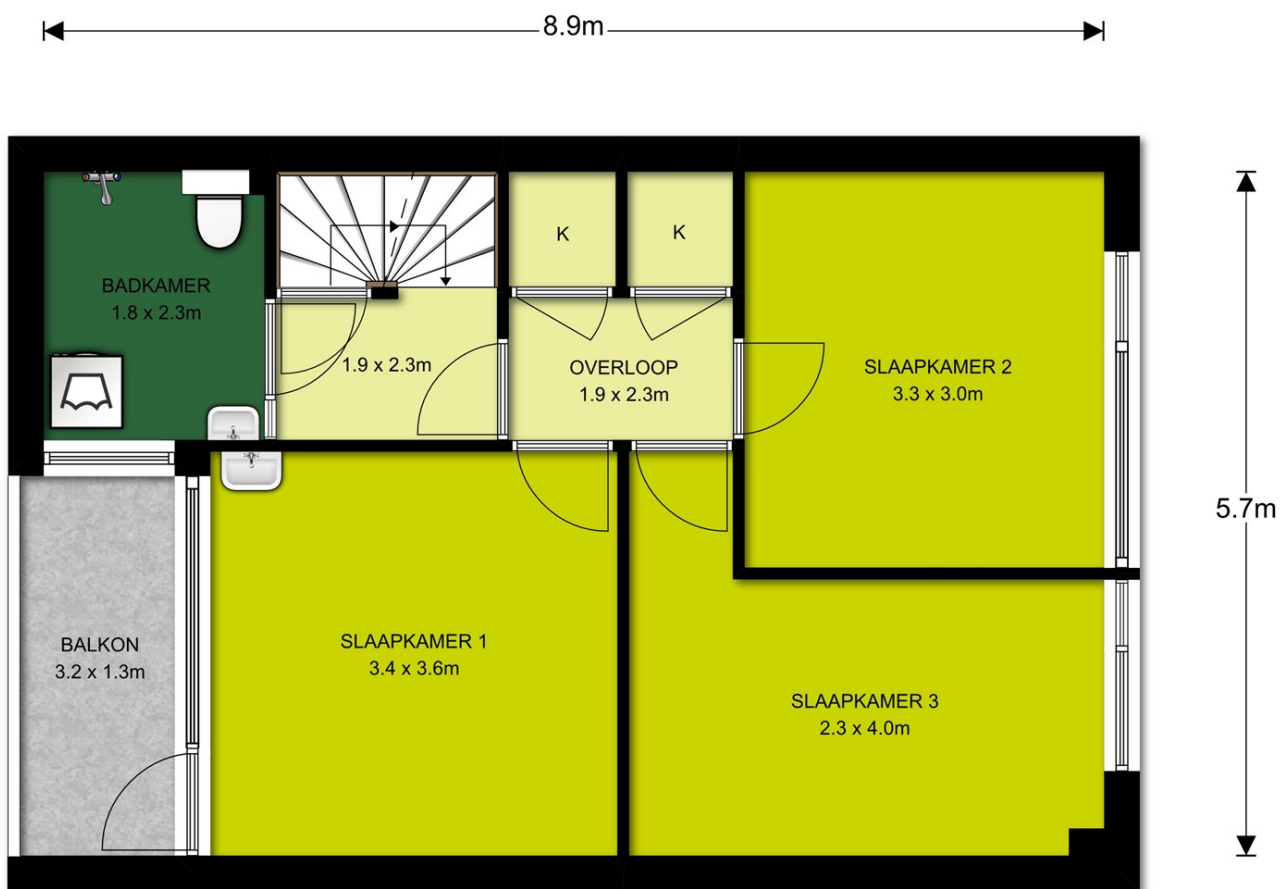 8.9m
BADKAMER
1.8 x 2.3m
K
K
1.9 x 2.3m
OVERLOOP
1.9 x 2.3m
SLAAPKAMER 2
3.3 x 3.0m
5.7m
BALKON
3.2 x 1.3m
SLAAPKAMER 1
3.4 x 3.6m
SLAAPKAMER 3
2.3 x 4.0m